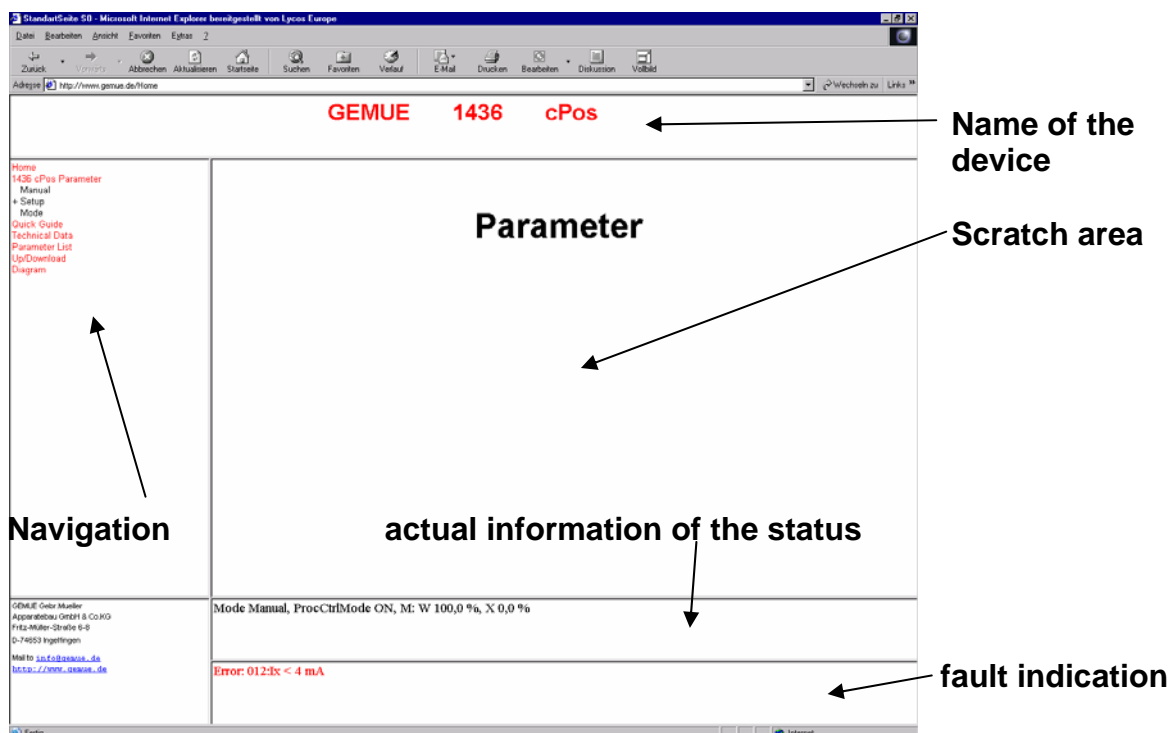 StandartSeite S0 - Microsoft Internet Explorer bereitgestellt von Lycos Europe
Datei Bearbeiten Ansicht Favoriten Extras ?
Zurück Vorwärts Abbrechen Aktualisieren Startseite Suchen Favoriten Verlauf E-Mail Drucken Bearbeiten Diskussion Vollbild
Adresse http://www.gemue.de/Home Wechseln zu Links »
GEMUE 1436 cPos
Name of the
device
Home
1436 cPos Parameter
Manual
+ Setup
Mode
Quick Guide
Technical Data
Parameter List
Up/Download
Diagram
Parameter
Scratch area
Navigation
actual information of the status
GEMUE Gebr.Mueller
Apparatebau GmbH & Co.KG
Fritz-Müller-Straße 6-8
D-74653 Ingelfingen
Mail to info@gemue.de
http://www.gemue.de
Mode Manual, ProcCtrlMode ON, M: W 100,0 %, X 0,0 %
Error: 012:Ix < 4 mA
fault indication
Fertig Internet